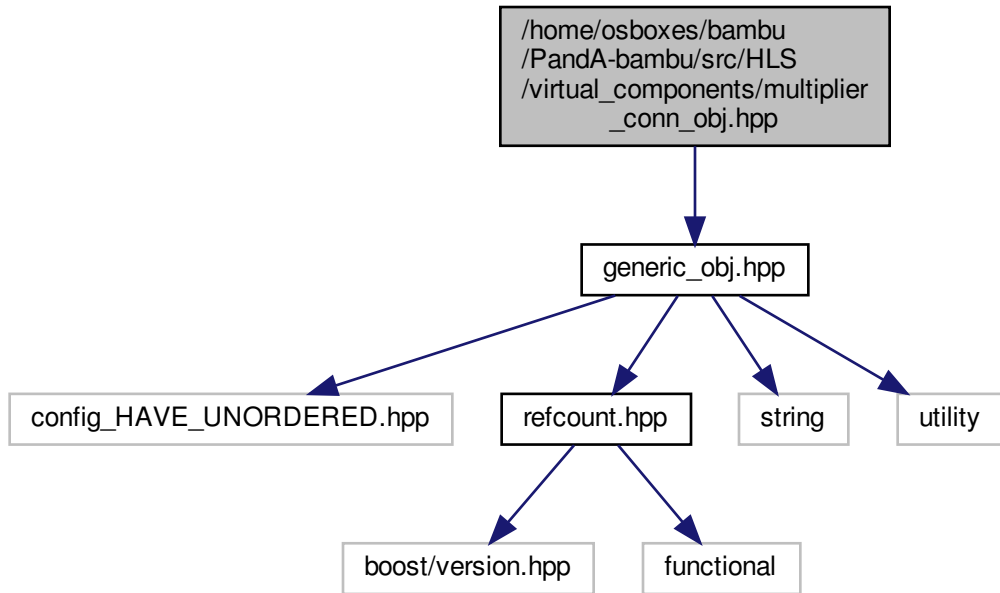 /home/osboxes/bambu
/PandA-bambu/src/HLS
/virtual_components/multiplier
_conn_obj.hpp
generic_obj.hpp
config_HAVE_UNORDERED.hpp
refcount.hpp
string
utility
boost/version.hpp
functional